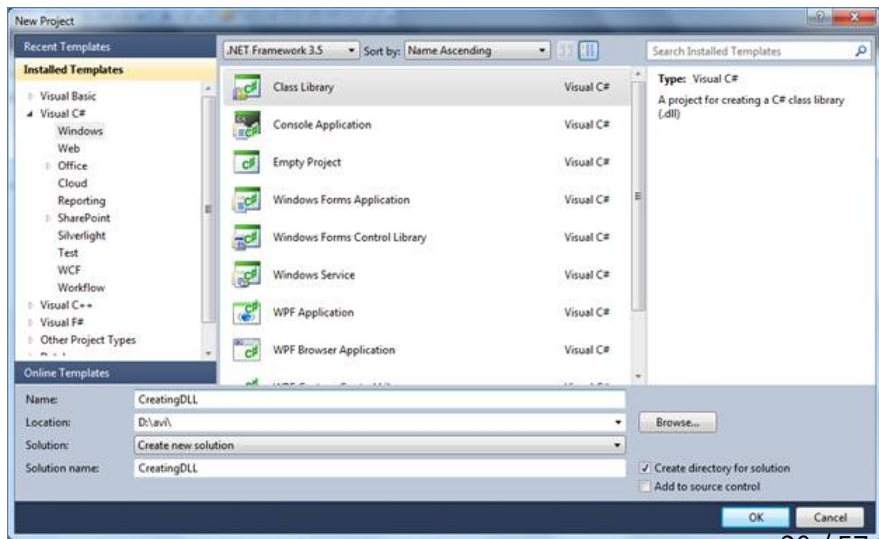 New Project
Recent Templates
Installed Templates
Visual Basic
Visual C#
Windows
Web
Office
Cloud
Reporting
SharePoint
Silverlight
Test
WCF
Workflow
Visual C++
Visual F#
Other Project Types
Online Templates
.NET Framework 3.5 Sort by: Name Ascending
Class Library Visual C#
Console Application Visual C#
Empty Project Visual C#
Windows Forms Application Visual C#
Windows Forms Control Library Visual C#
Windows Service Visual C#
WPF Application Visual C#
WPF Browser Application Visual C#
Search Installed Templates
Type: Visual C#
A project for creating a C# class library
(.dll)
Name: CreatingDLL
Location: D:\avi\ Browse...
Solution: Create new solution
Solution name: CreatingDLL
Create directory for solution
Add to source control
OK Cancel